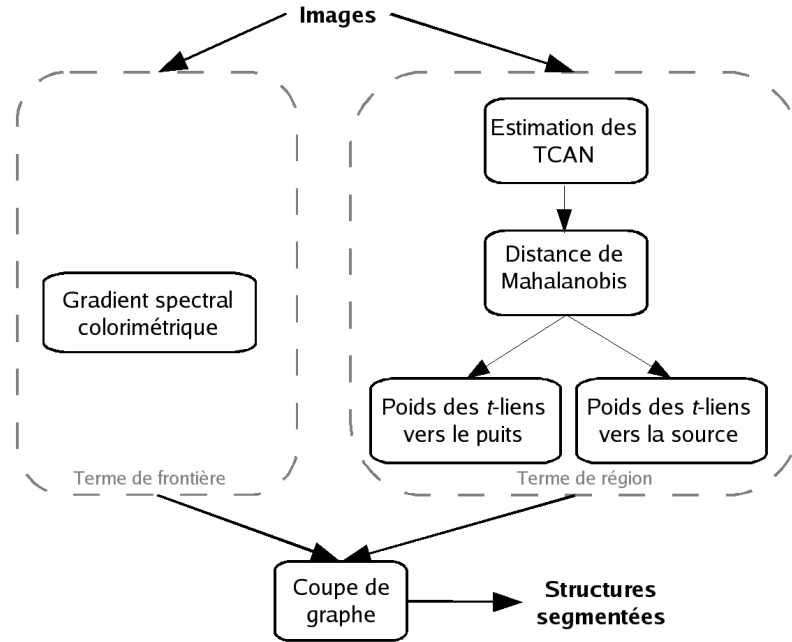 Images
Estimation des
TCAN
Distance de
Mahalanobis
Gradient spectral
colorimétrique
Poids des t-liens
vers le puits
Poids des t-liens
vers la source
Terme de frontière
Terme de région
Coupe de
graphe
Structures
segmentées